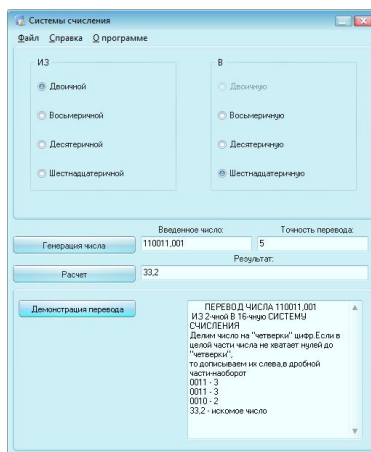 Системы счисления
Файл Справка О программе
ИЗ
В
Двоичной
Двоичную
Восьмеричной
Восьмеричную
Десятеричной
Десятеричную
Шестнадцатеричной
Шестнадцатеричную
Введенное число:
Точность перевода:
Генерация числа
110011,001
5
Результат:
Расчет
33,2
Демонстрация перевода
ПЕРЕВОД ЧИСЛА 110011,001
ИЗ 2-чной В 16-чную СИСТЕМУ
СЧИСЛЕНИЯ
Делим число на "четверки" цифр.Если в
целой части числа не хватает нулей до
"четверки",
то дописываем их слева,в дробной
части-наоборот
0011 - 3
0011 - 3
0010 - 2
33,2 - искомое число